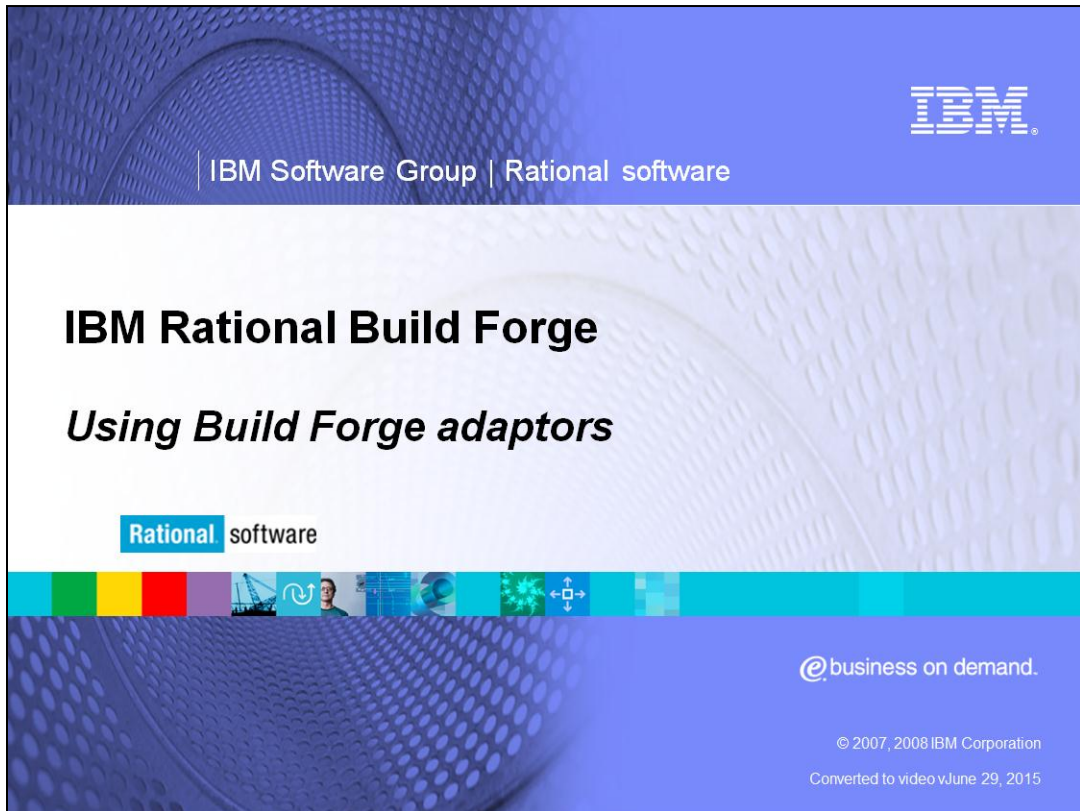 IBM®
IBM Software Group | Rational software
IBM Rational Build Forge
Using Build Forge adaptors
Rational. software
e business on demand.
© 2007, 2008 IBM Corporation
Converted to video vJune 29, 2015